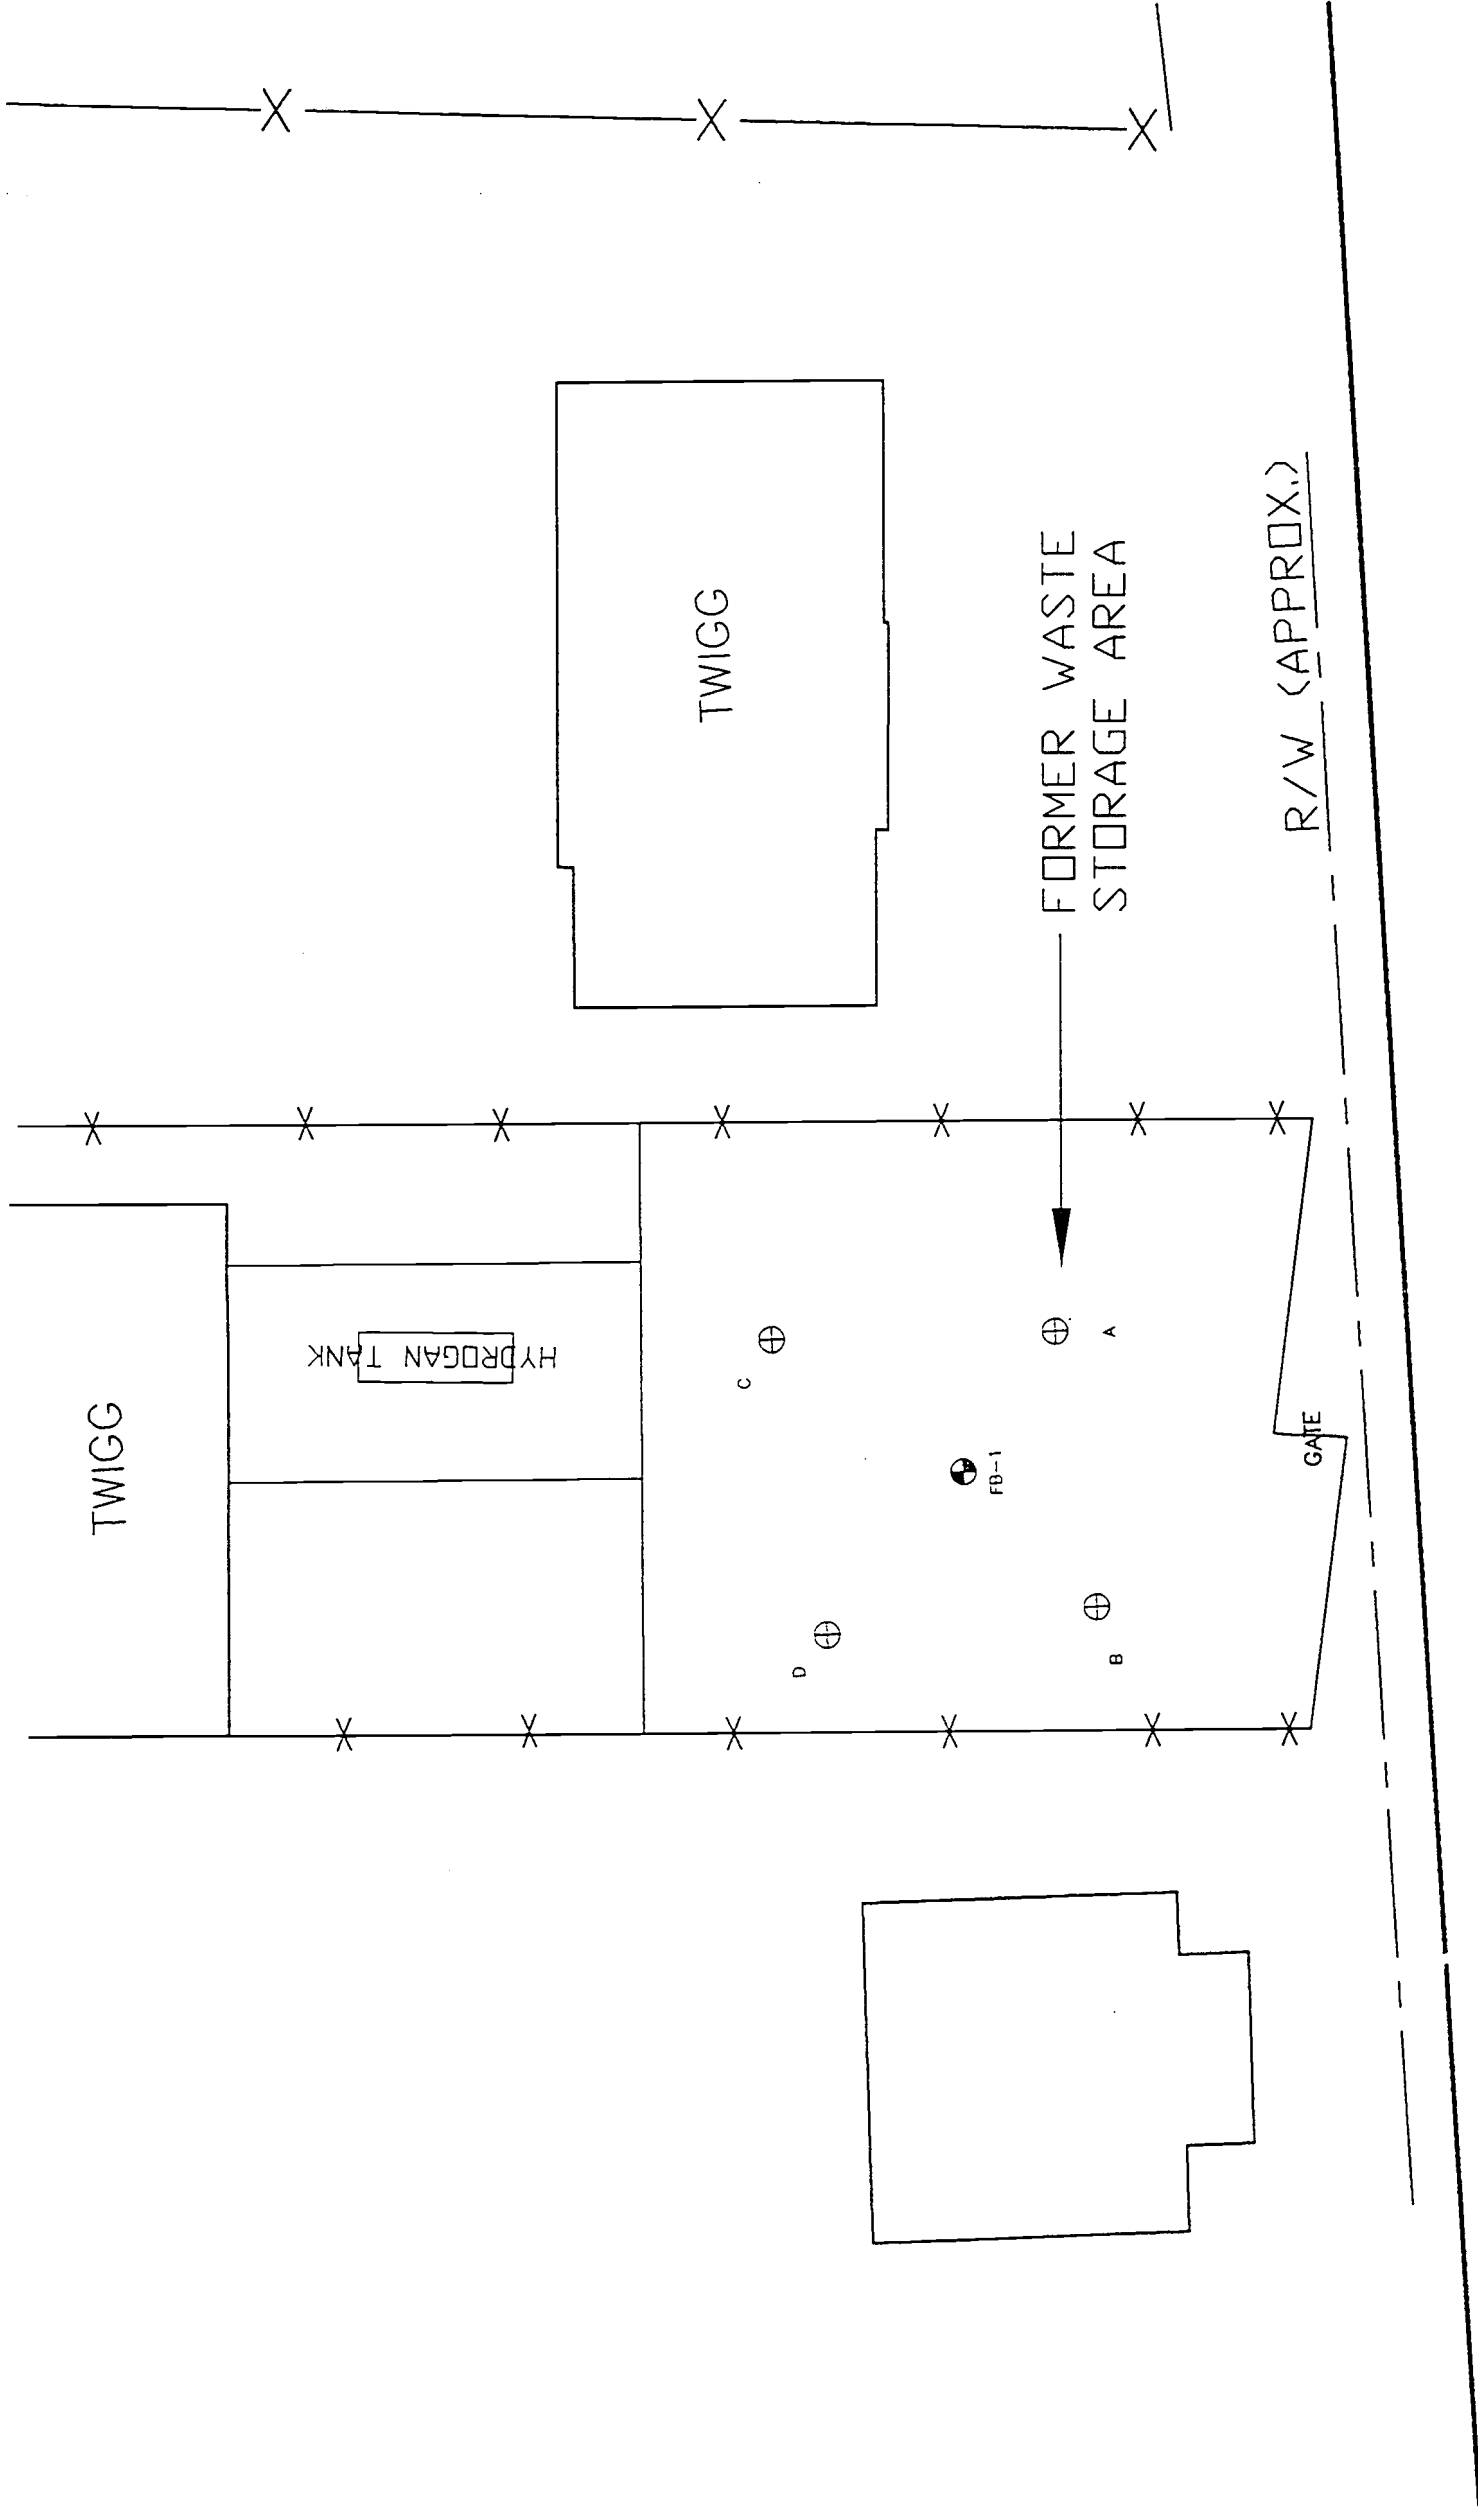 TWIGG
HYDROGAN TANK
TWIGG
C
D
FB-1
A
B
FORMER WASTE
STORAGE AREA
GATE
R/W (APPROX.)